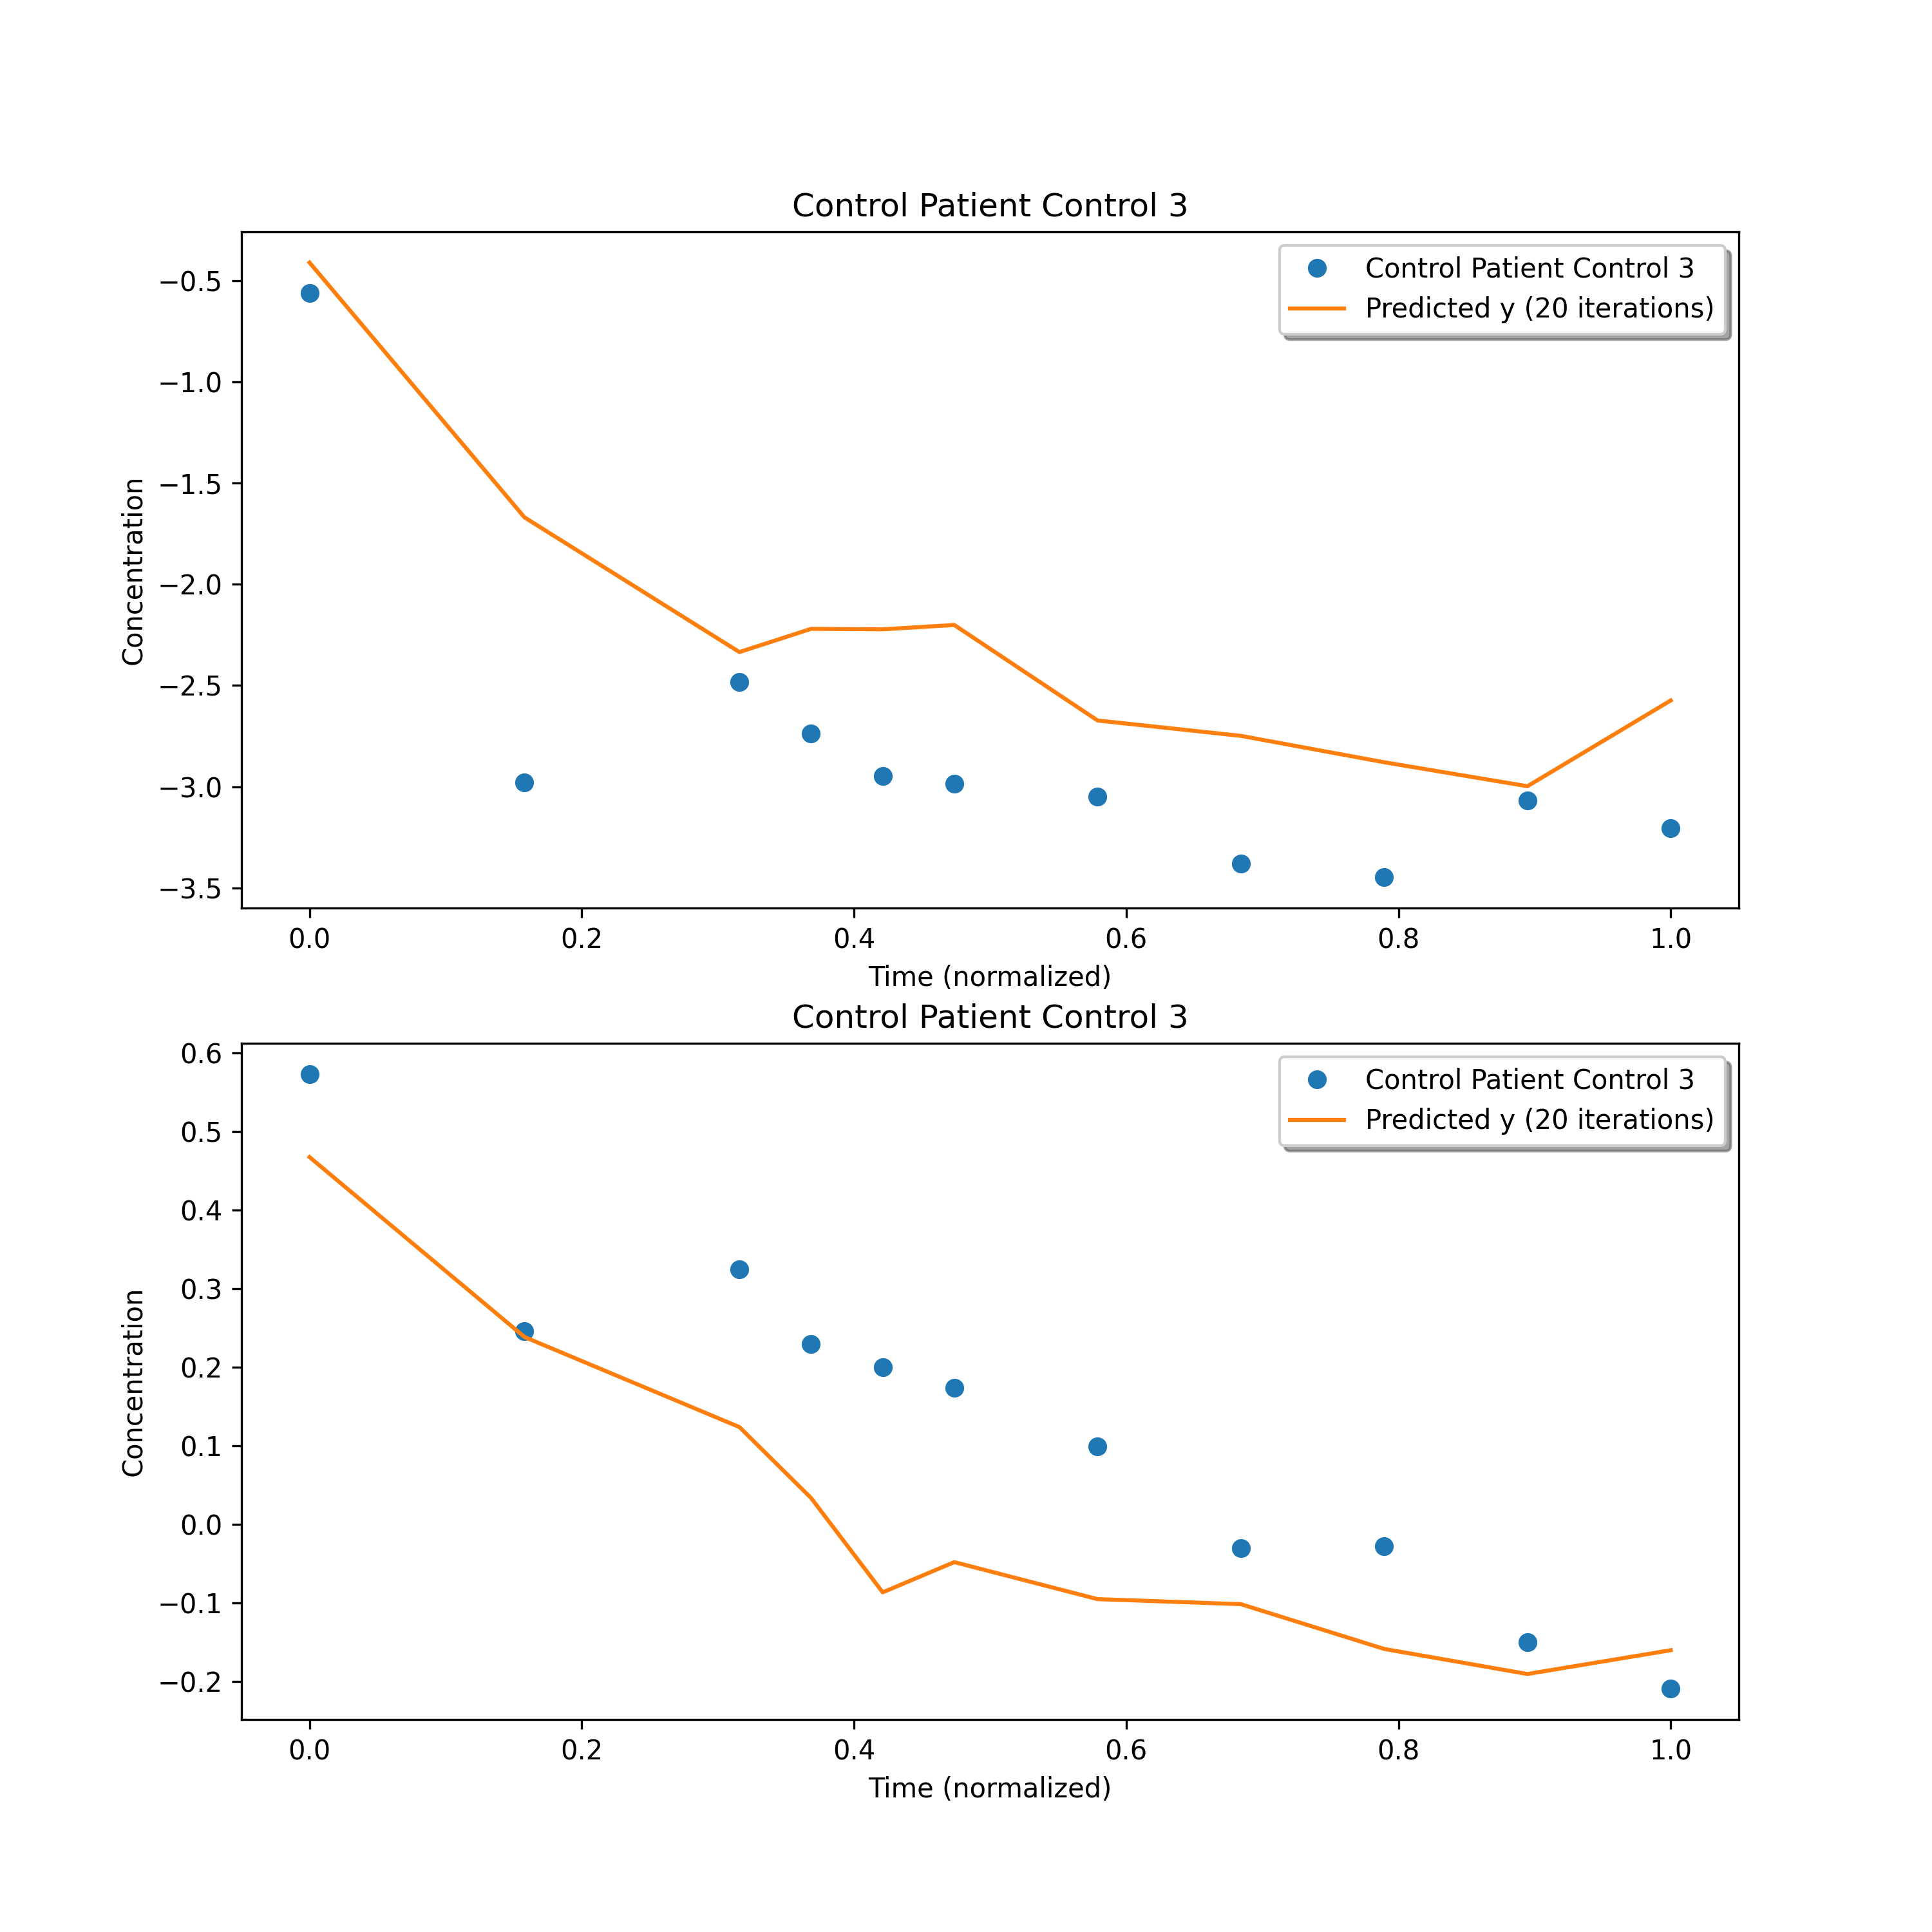 Control Patient Control 3
Control Patient Control 3
Predicted y (20 iterations)
−0.5
−1.0
−1.5
−2.0
−2.5
−3.0
−3.5
Concentration
0.0 0.2 0.4 0.6 0.8 1.0
Time (normalized)
Control Patient Control 3
Control Patient Control 3
Predicted y (20 iterations)
0.6
0.5
0.4
0.3
0.2
0.1
0.0
−0.1
−0.2
Concentration
0.0 0.2 0.4 0.6 0.8 1.0
Time (normalized)